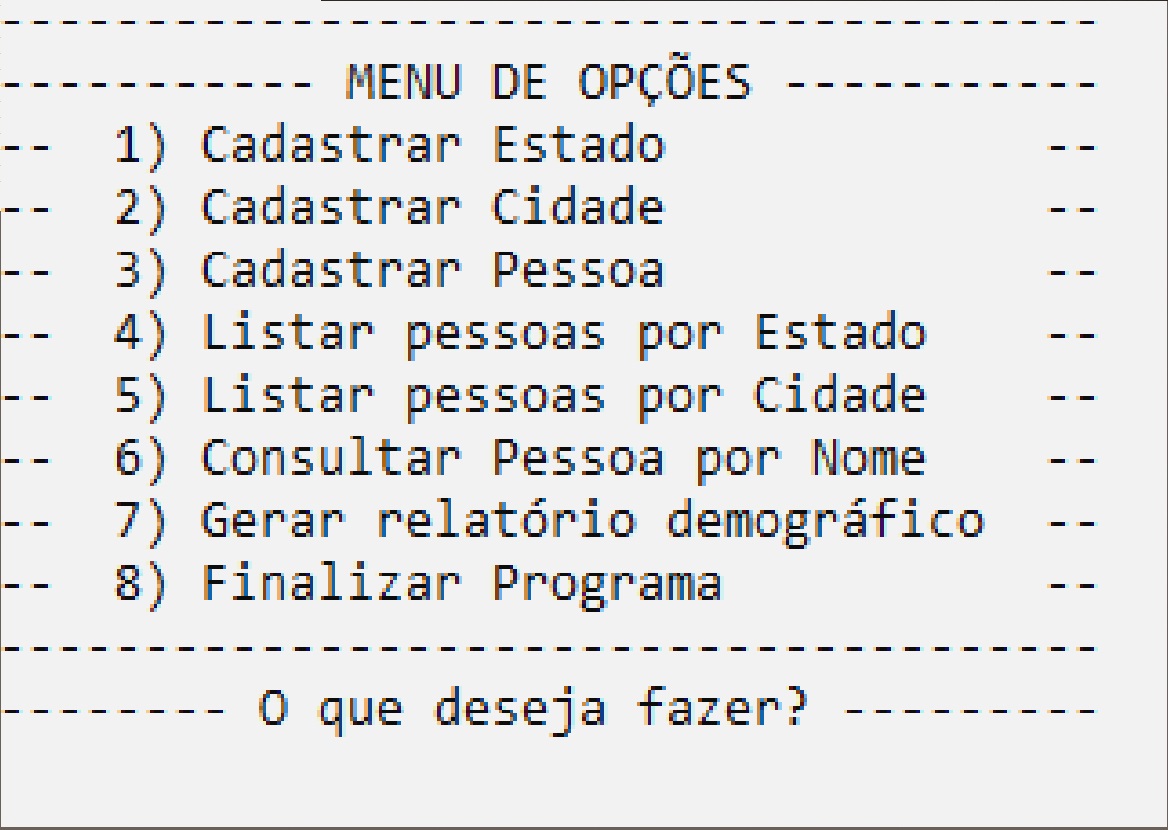 --------------------------------------
----------- MENU DE OPÇÕES -----------
--  1) Cadastrar Estado             --
--  2) Cadastrar Cidade             --
--  3) Cadastrar Pessoa             --
--  4) Listar pessoas por Estado    --
--  5) Listar pessoas por Cidade    --
--  6) Consultar Pessoa por Nome    --
--  7) Gerar relatório demográfico  --
--  8) Finalizar Programa           --
--------------------------------------
-------- O que deseja fazer? ---------